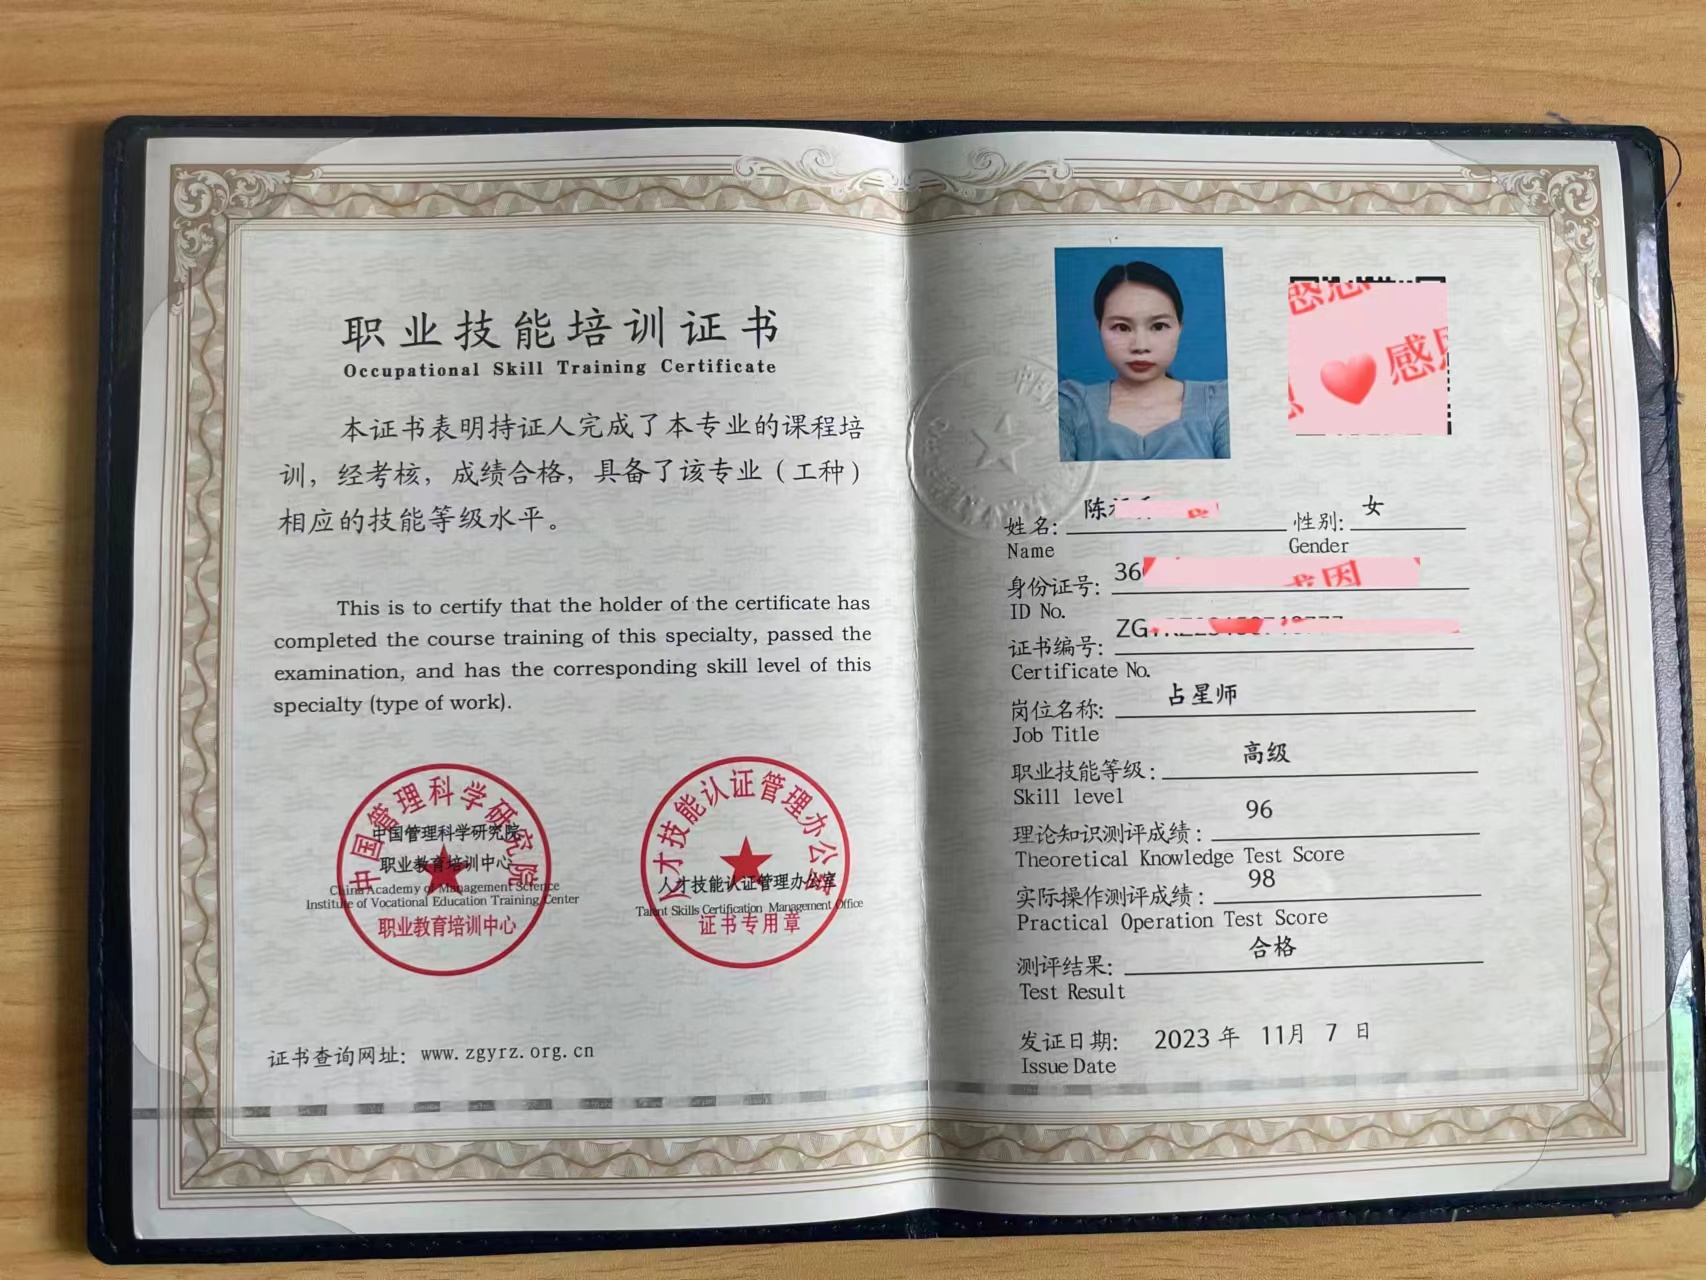 职业技能培训证书
Occupational Skill Training Certificate
本证书表明持证人完成了本专业的课程培
训，经考核，成绩合格，具备了该专业（工种）
相应的技能等级水平。
This is to certify that the holder of the certificate has
completed the course training of this specialty, passed the
examination, and has the corresponding skill level of this
specialty (type of work).
中国管理科学研究院
中国管理科学研究院
职业教育培训中心
China Academy of Management Science
Institute of Vocational Education Training Center
职业教育培训中心
人才技能认证管理办公室
人才技能认证管理办公室
Talent Skills Certification Management Office
证书专用章
证书查询网址：www.zgyrz.org.cn
感恩
感
姓名：陈
性别：女
Name
Gender
身份证号：36
ID No.
证书编号：ZG
Certificate No.
岗位名称：占星师
Job Title
职业技能等级：高级
Skill level
理论知识测评成绩：96
Theoretical Knowledge Test Score
实际操作测评成绩：98
Practical Operation Test Score
测评结果：合格
Test Result
发证日期：2023 年 11月 7 日
Issue Date